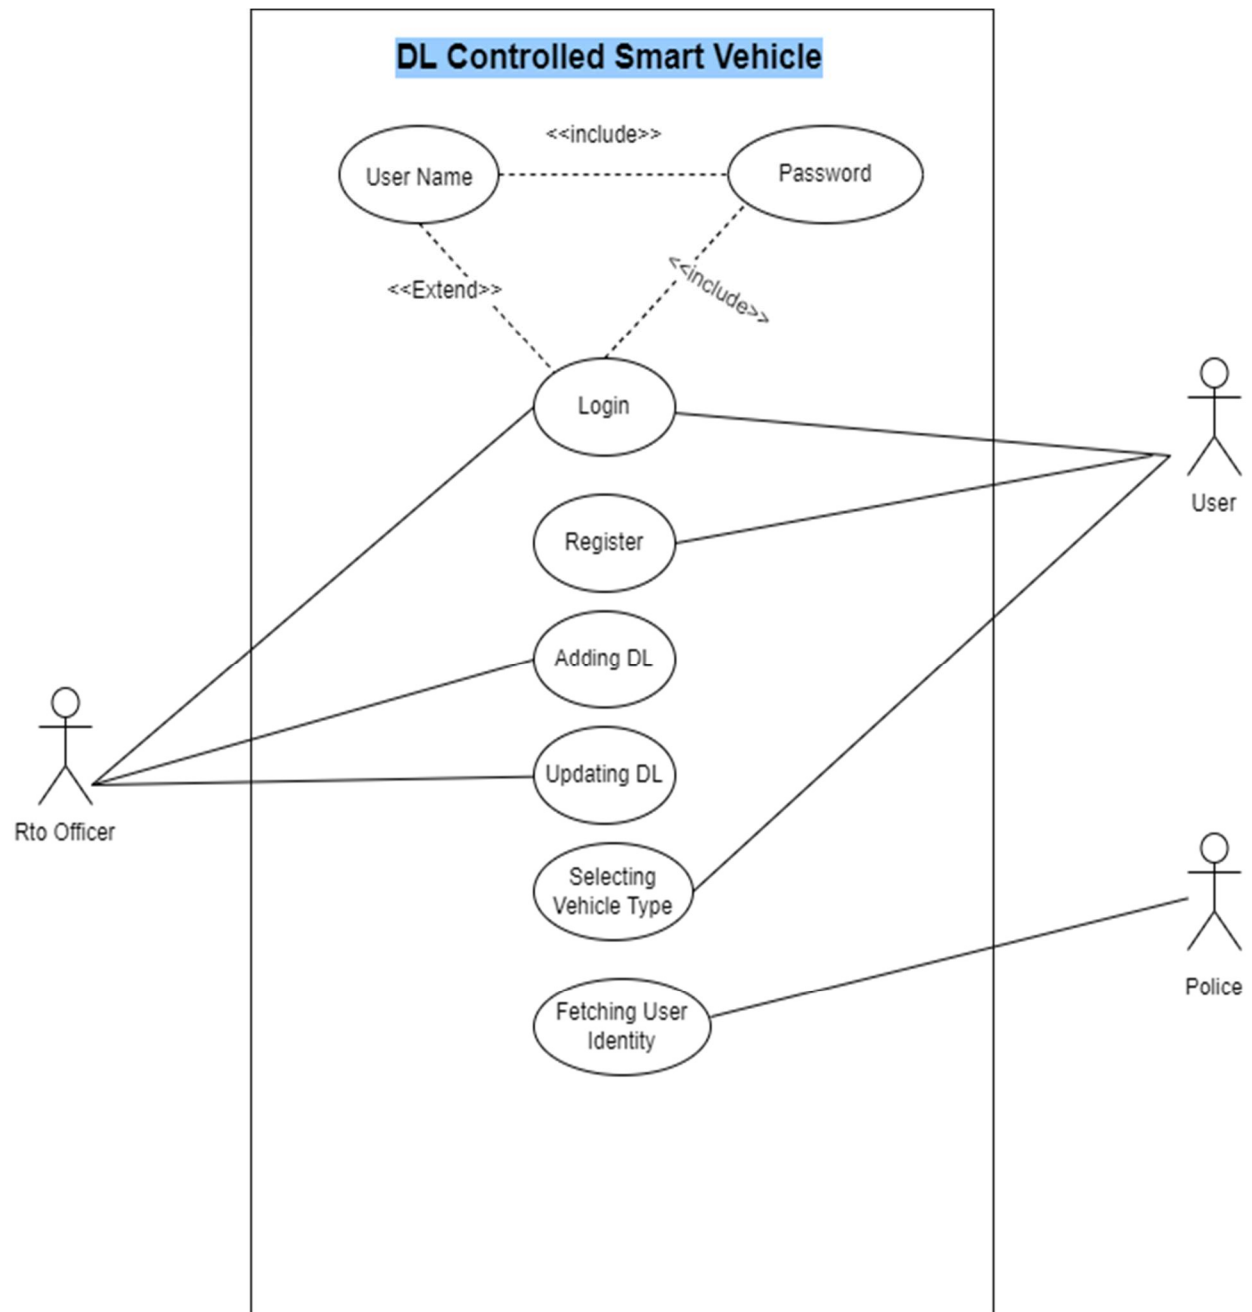 DL Controlled Smart Vehicle
<<include>>
User Name
Password
<<Extend>>
<<include>>
Login
User
Register
Adding DL
Updating DL
Rto Officer
Selecting
Vehicle Type
Police
Fetching User
Identity